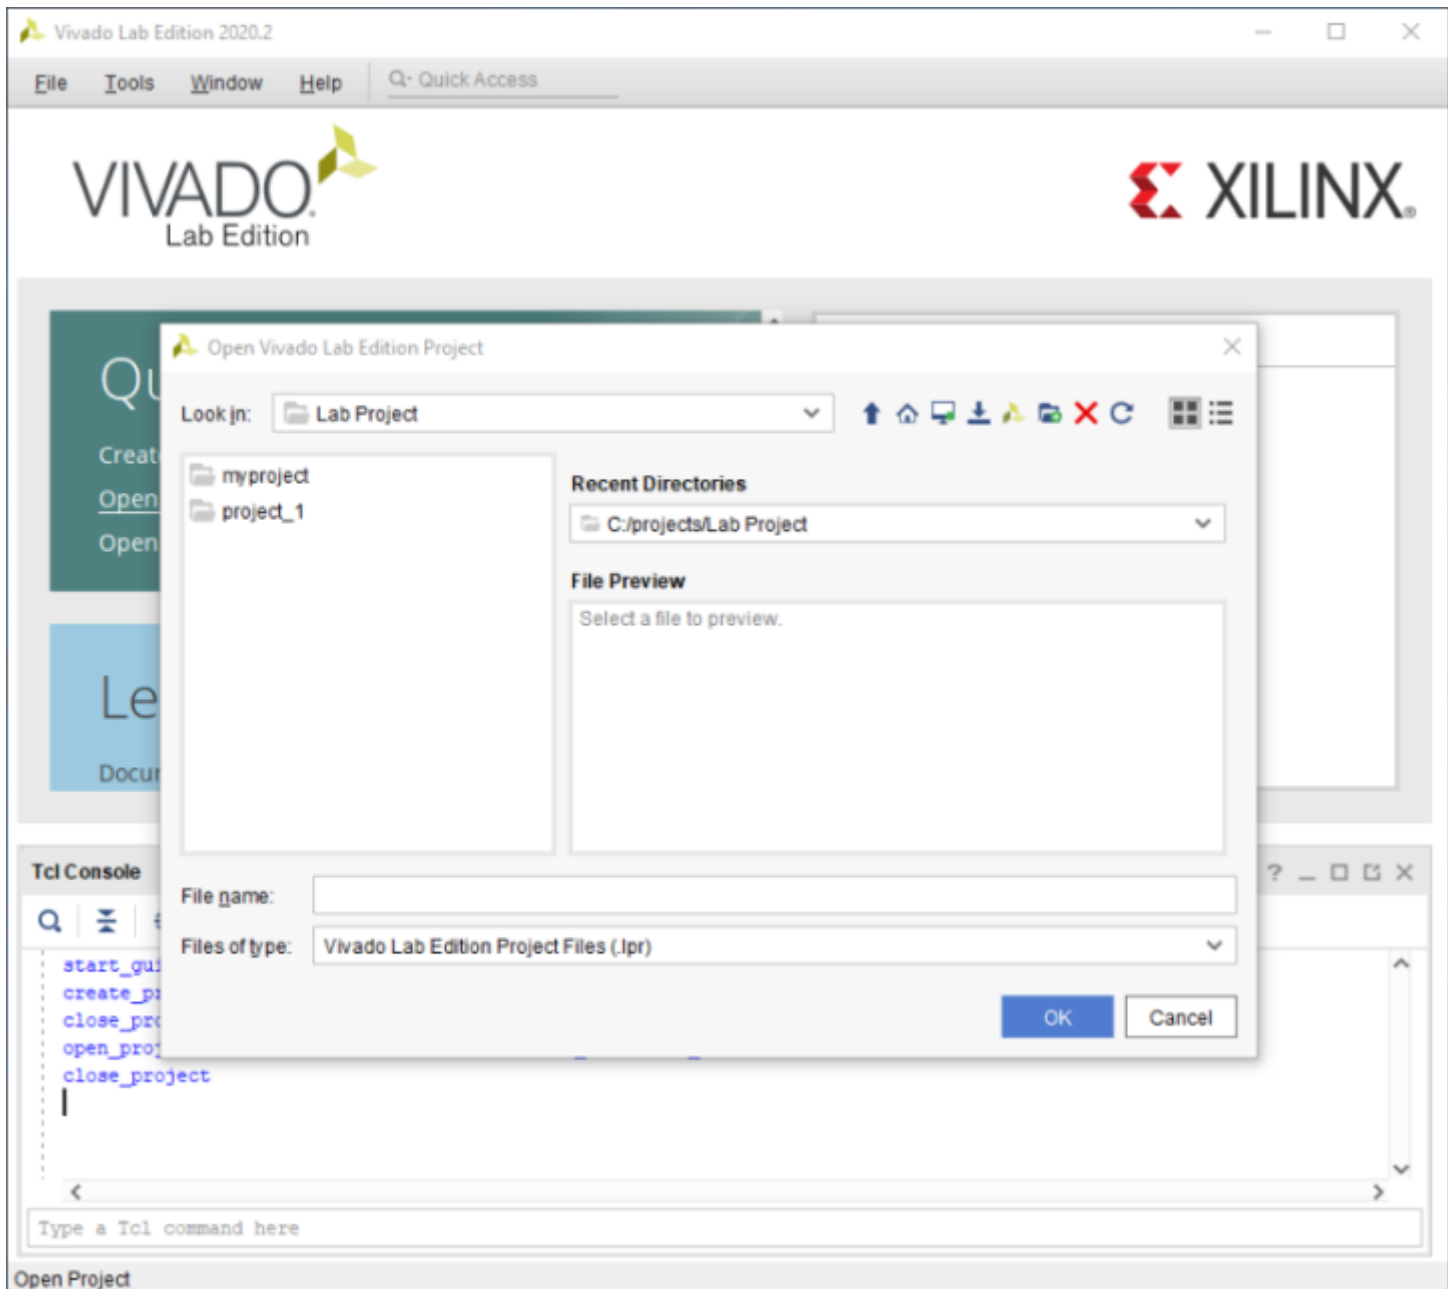 Vivado Lab Edition 2020.2
File Tools Window Help Quick Access
VIVADO.
Lab Edition
XILINX®
Open Vivado Lab Edition Project
Look in: Lab Project
myproject
project_1
Recent Directories
C:/projects/Lab Project
File Preview
Select a file to preview.
File name:
Files of type: Vivado Lab Edition Project Files (.lpr)
OK Cancel
Open
Open
Tcl Console
close_project
Type a Tcl command here
Open Project